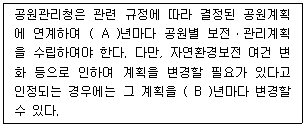 공원관리청은 관련 규정에 따라 결정된 공원계획
에 연계하여 ( A )년마다 공원별 보전·관리계획
을 수립하여야 한다. 다만, 자연환경보전 여건 변
화 등으로 인하여 계획을 변경할 필요가 있다고
인정되는 경우에는 그 계획을 ( B )년마다 변경할
수 있다.